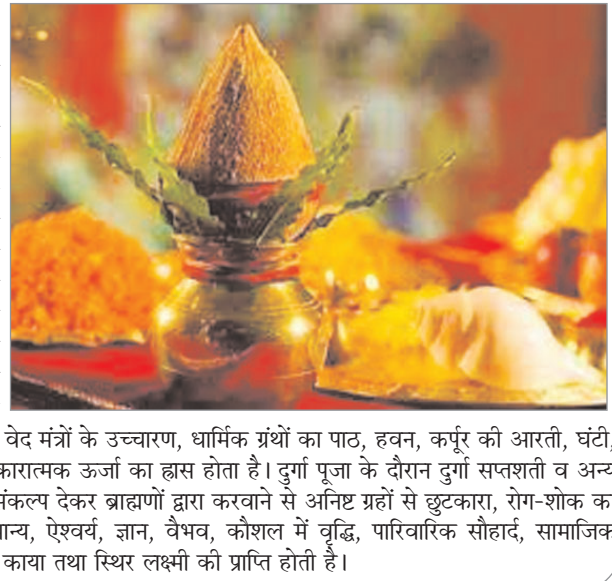 वेद मंत्रों के उच्चारण, धार्मिक ग्रंथों का पाठ, हवन, कर्पूर की आरती, घंटी,
कारात्मक ऊर्जा का ह्रास होता है। दुर्गा पूजा के दौरान दुर्गा सप्तशती व अन्य
संकल्प देकर ब्राह्मणों द्वारा करवाने से अनिष्ट ग्रहों से छुटकारा, रोग-शोक क
ान्य, ऐश्वर्य, ज्ञान, वैभव, कौशल में वृद्धि, पारिवारिक सौहार्द, सामाजिक
काया तथा स्थिर लक्ष्मी की प्राप्ति होती है।